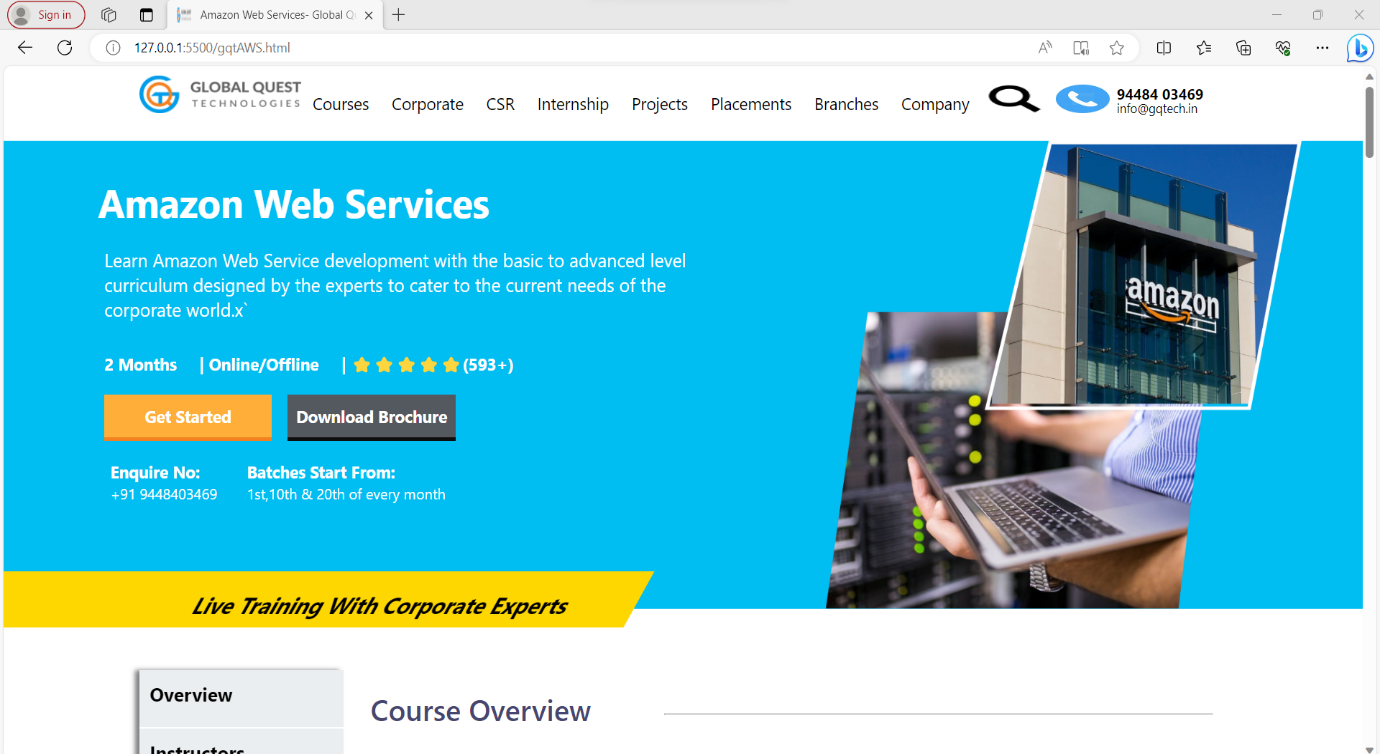 Sign in
Amazon Web Services- Global Q
127.0.0.1:5500/gqtAWS.html
GLOBAL QUEST
TECHNOLOGIES
Courses Corporate CSR Internship Projects Placements Branches Company
94484 03469
info@gqtech.in
Amazon Web Services
Learn Amazon Web Service development with the basic to advanced level
curriculum designed by the experts to cater to the current needs of the
corporate world.x`
2 Months | Online/Offline | (593+)
Get Started Download Brochure
Enquire No: Batches Start From:
+91 9448403469 1st,10th & 20th of every month
amazon
Live Training With Corporate Experts
Overview
Course Overview
Instructors